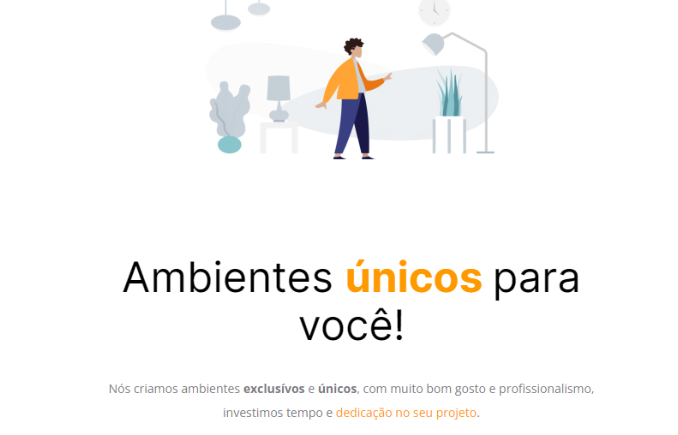 Ambientes únicos para
você!
Nós criamos ambientes exclusívos e únicos, com muito bom gosto e profissionalismo,
investimos tempo e dedicação no seu projeto.